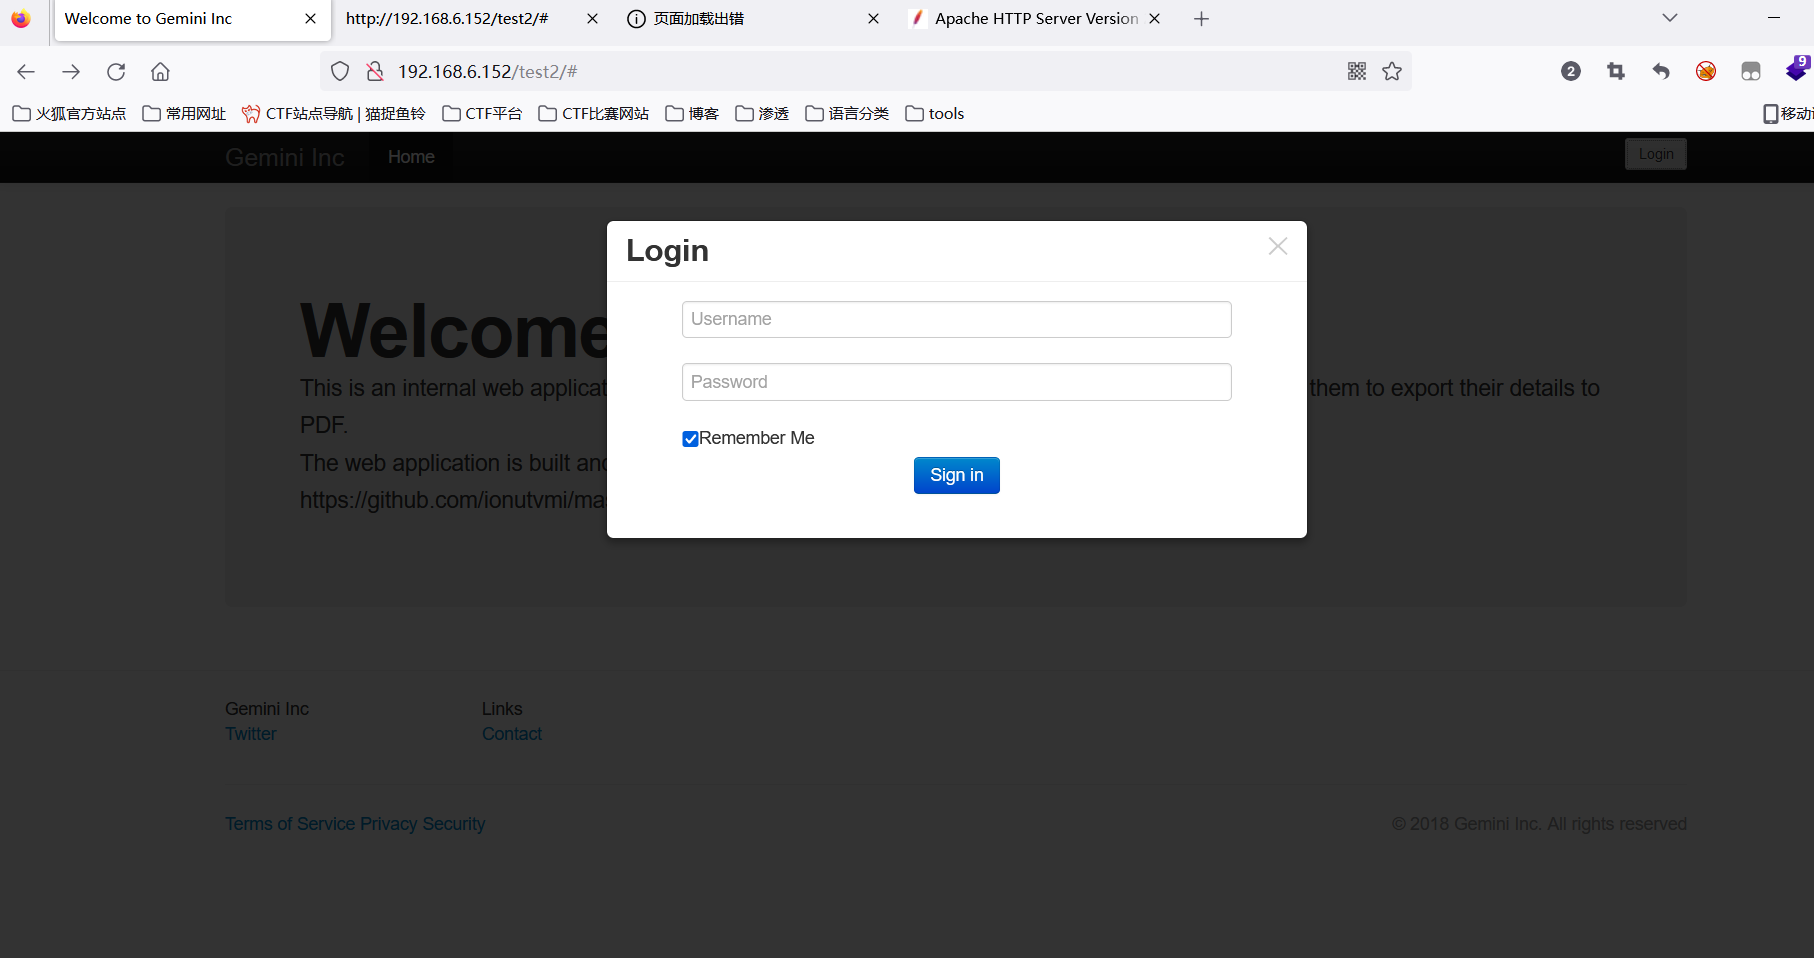 Welcome to Gemini Inc
http://192.168.6.152/test2/#
页面加载出错
Apache HTTP Server Version
192.168.6.152/test2/#
2
9
火狐官方站点
常用网址
CTF站点导航 | 猫捉鱼铃
CTF平台
CTF比赛网站
博客
渗透
语言分类
tools
Gemini Inc
Home
Login
Login
Username
Password
Remember Me
Sign in
Welcome
This is an internal web applicat
them to export their details to
PDF.
The web application is built and
https://github.com/ionutvmi/ma
Gemini Inc
Links
Twitter
Contact
Terms of Service Privacy Security
© 2018 Gemini Inc. All rights reserved